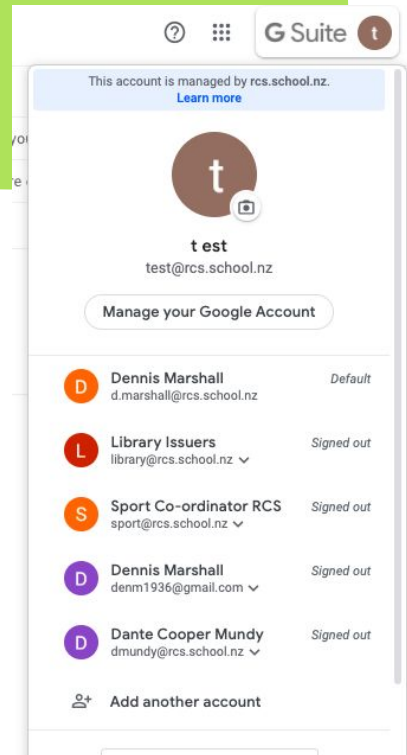 G Suite t
This account is managed by rcs.school.nz.
Learn more
t
t est
test@rcs.school.nz
Manage your Google Account
D Dennis Marshall Default
d.marshall@rcs.school.nz
L Library Issuers Signed out
library@rcs.school.nz
S Sport Co-ordinator RCS Signed out
sport@rcs.school.nz
D Dennis Marshall Signed out
denm1936@gmail.com
D Dante Cooper Mundy Signed out
dmundy@rcs.school.nz
Add another account